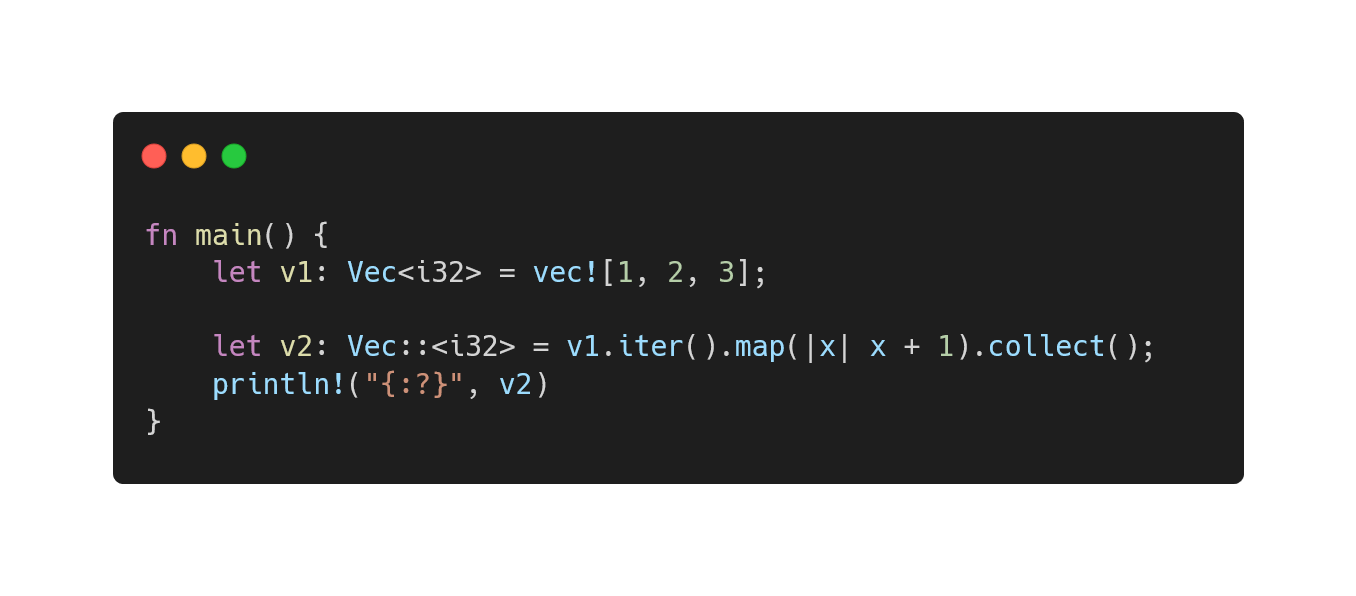 fn main() {
    let v1: Vec<i32> = vec![1, 2, 3];

    let v2: Vec::<i32> = v1.iter().map(|x| x + 1).collect();
    println!("{:?}", v2)
}